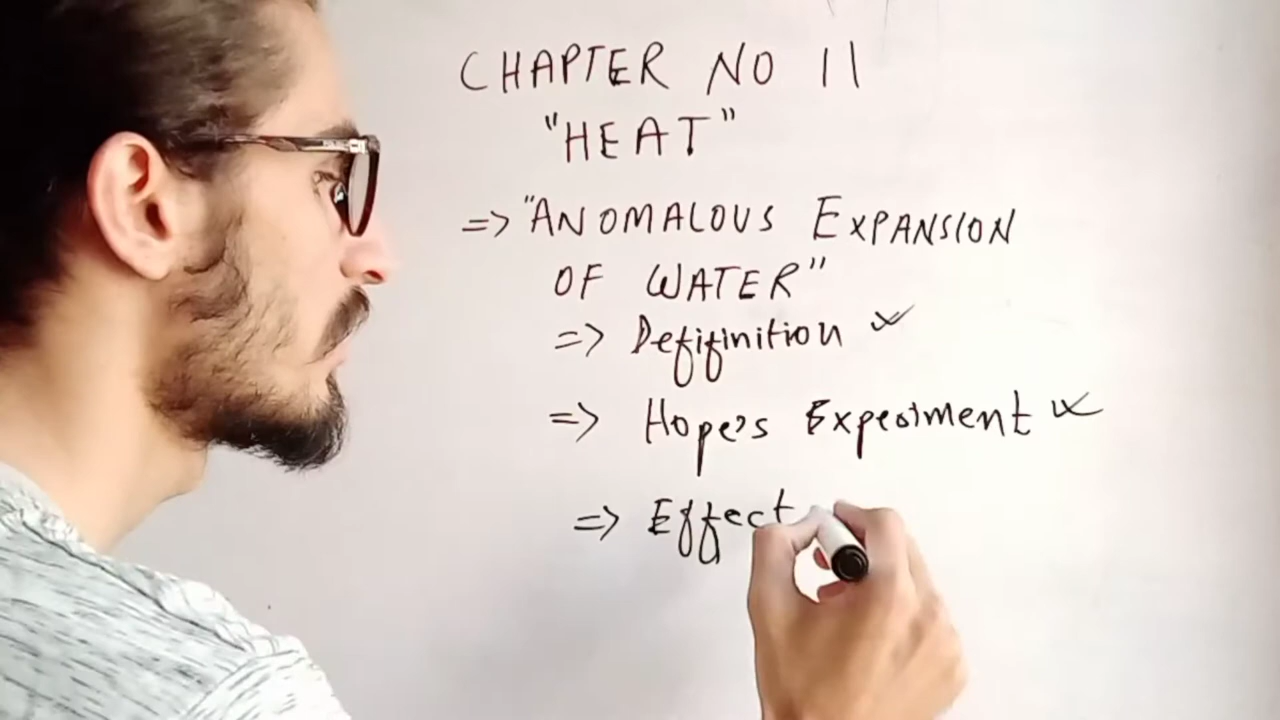 CHAPTER NO 11
"HEAT"
=> "ANOMALOUS EXPANSION
OF WATER"
=> Defifinition
=> Hope's Expeoiment
=> Effect